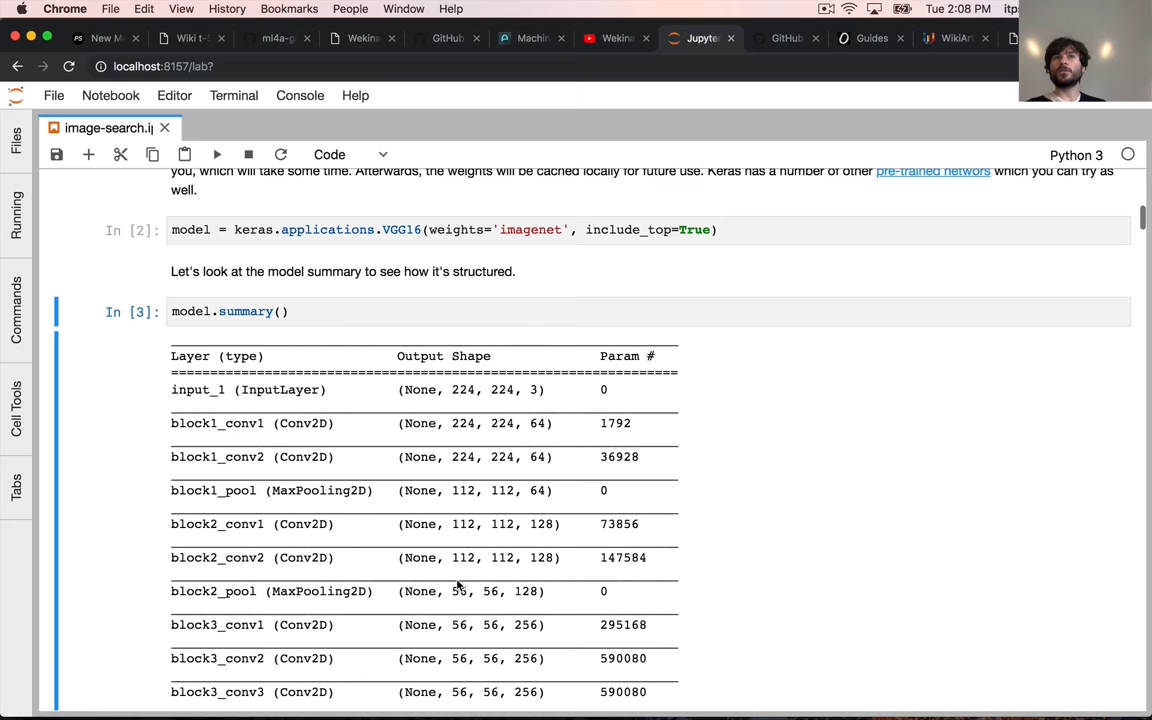 Chrome File Edit View History Bookmarks People Window Help Tue 2:08 PM itps
New M Wiki t-S ml4a-g Wekina GitHub Machin Wekina Jupyte GitHub Guides WikiArt
localhost:8157/lab?
File Notebook Editor Terminal Console Help
image-search.ip
Code Python 3
Files
Running
Commands
Cell Tools
Tabs
you, which will take some time. Afterwards, the weights will be cached locally for future use. Keras has a number of other pre-trained networs which you can try as
well.
In [2]: model = keras.applications.VGG16(weights='imagenet', include_top=True)
Let's look at the model summary to see how it's structured.
In [3]: model.summary()
Layer (type) Output Shape Param #
=================================================================
input_1 (InputLayer) (None, 224, 224, 3) 0
block1_conv1 (Conv2D) (None, 224, 224, 64) 1792
block1_conv2 (Conv2D) (None, 224, 224, 64) 36928
block1_pool (MaxPooling2D) (None, 112, 112, 64) 0
block2_conv1 (Conv2D) (None, 112, 112, 128) 73856
block2_conv2 (Conv2D) (None, 112, 112, 128) 147584
block2_pool (MaxPooling2D) (None, 56, 56, 128) 0
block3_conv1 (Conv2D) (None, 56, 56, 256) 295168
block3_conv2 (Conv2D) (None, 56, 56, 256) 590080
block3_conv3 (Conv2D) (None, 56, 56, 256) 590080